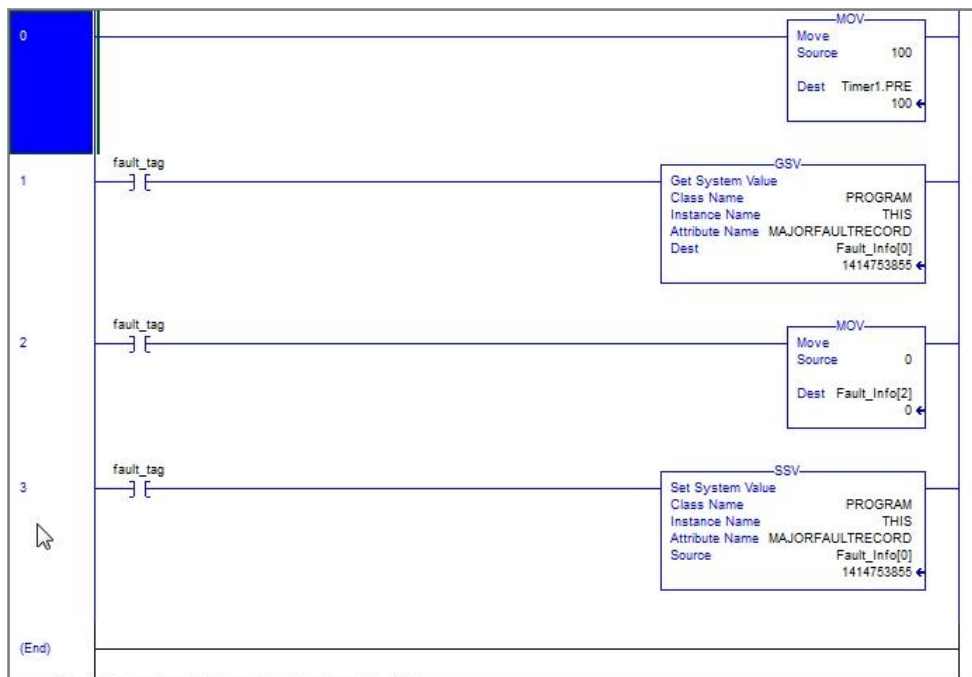 0
MOV
Move
Source 100
Dest Timer1.PRE
100
1
fault_tag
GSV
Get System Value
Class Name PROGRAM
Instance Name THIS
Attribute Name MAJORFAULTRECORD
Dest Fault_Info[0]
1414753855
2
fault_tag
MOV
Move
Source 0
Dest Fault_Info[2]
0
3
fault_tag
SSV
Set System Value
Class Name PROGRAM
Instance Name THIS
Attribute Name MAJORFAULTRECORD
Source Fault_Info[0]
1414753855
(End)